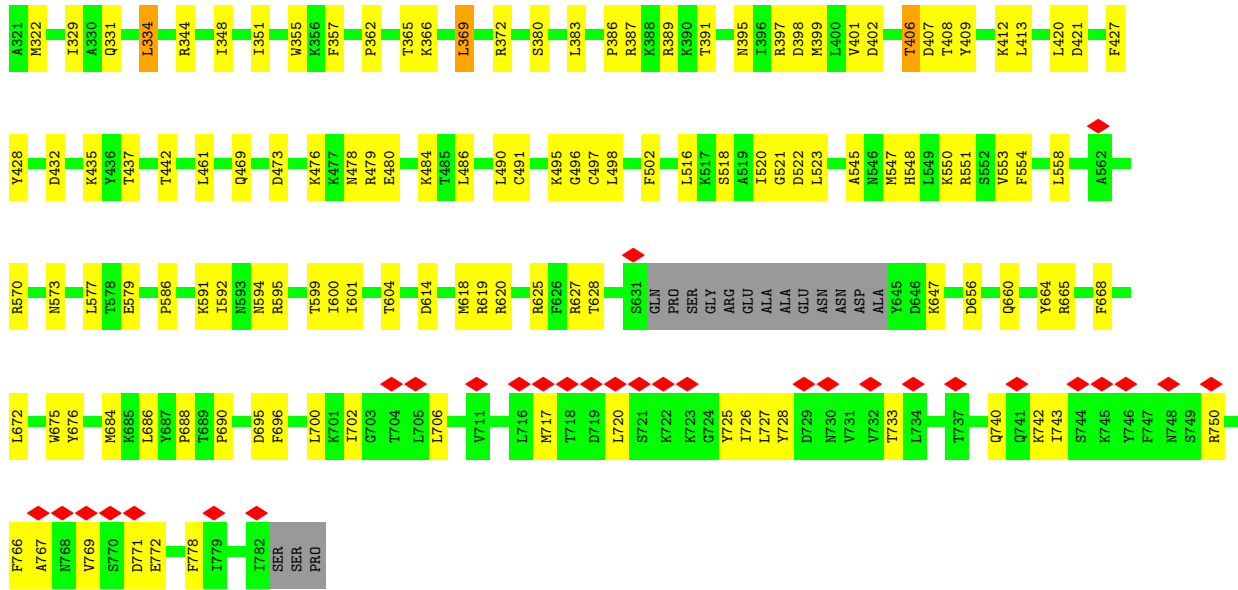 A321 M322 I329 A330 Q331 L334 R344 I348 I351 W355 K356 F357 P362 T365 K366 L369 R372 S380 L383 P386 R387 K388 R389 K390 T391 N395 I396 R397 D398 M399 L400 V401 D402 T406 D407 T408 Y409 K412 L413 L420 D421 F427
Y428 D432 K435 Y436 T437 T442 L461 Q469 D473 K476 K477 N478 R479 E480 K484 T485 L486 L490 C491 K495 G496 C497 L498 F502 L516 K517 S518 A519 I520 G521 D522 L523 A545 N546 M547 H548 L549 K550 R551 S552 V553 F554 L558 A562
R570 N573 L577 T578 E579 P586 K591 I592 N593 N594 R595 T599 I600 I601 T604 D614 M618 R619 R620 R625 F626 R627 T628 S631 GLN PRO SER GLY ARG GLU ALA ALA GLU ASN ASN ASP ALA Y645 D646 K647 D656 Q660 Y664 R665 F668
L672 W675 Y676 M684 K685 L686 Y687 P688 T689 P690 D695 F696 L700 K701 I702 G703 T704 L705 L706 V711 L716 M717 T718 D719 L720 S721 K722 K723 G724 Y725 I726 L727 Y728 D729 N730 V731 V732 T733 L734 T737 Q740 Q741 K742 I743 S744 K745 Y746 F747 N748 S749 R750
F766 A767 N768 V769 S770 D771 E772 F778 I779 I782 SER SER PRO